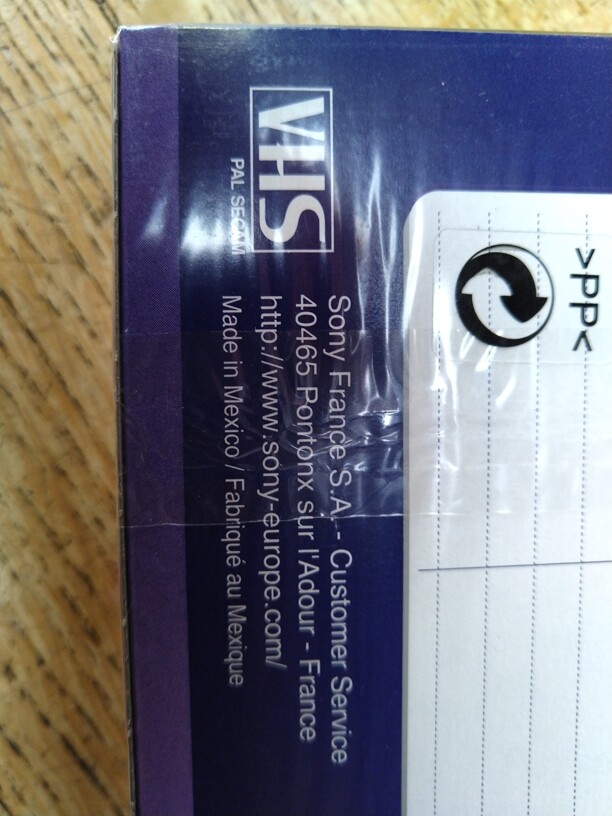 VHS
PAL SECAM
Sony France S.A. - Customer Service
40465 Pontonx sur l'Adour - France
http://www.sony-europe.com/
Made in Mexico / Fabriqué au Mexique
>PP<